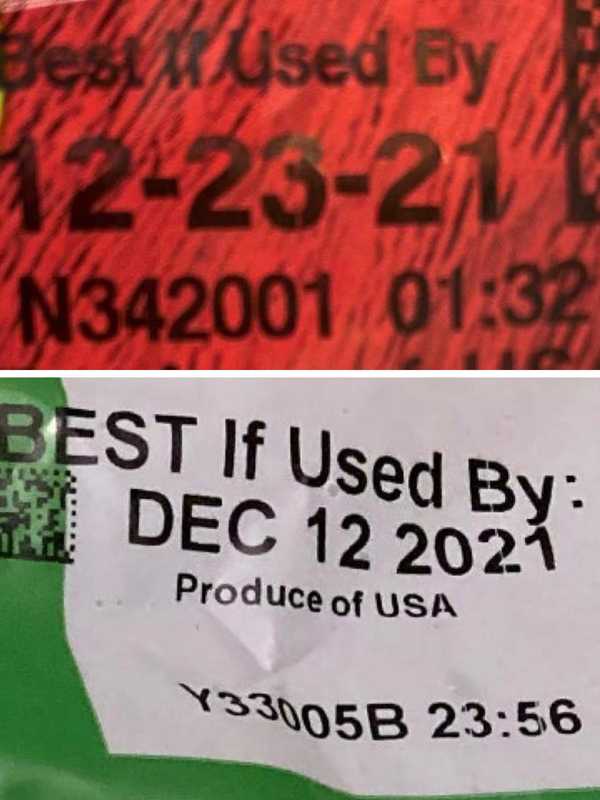 Best If Used By
12-23-21
N342001 01:32
BEST If Used By:
DEC 12 2021
Produce of USA
Y33005B 23:56